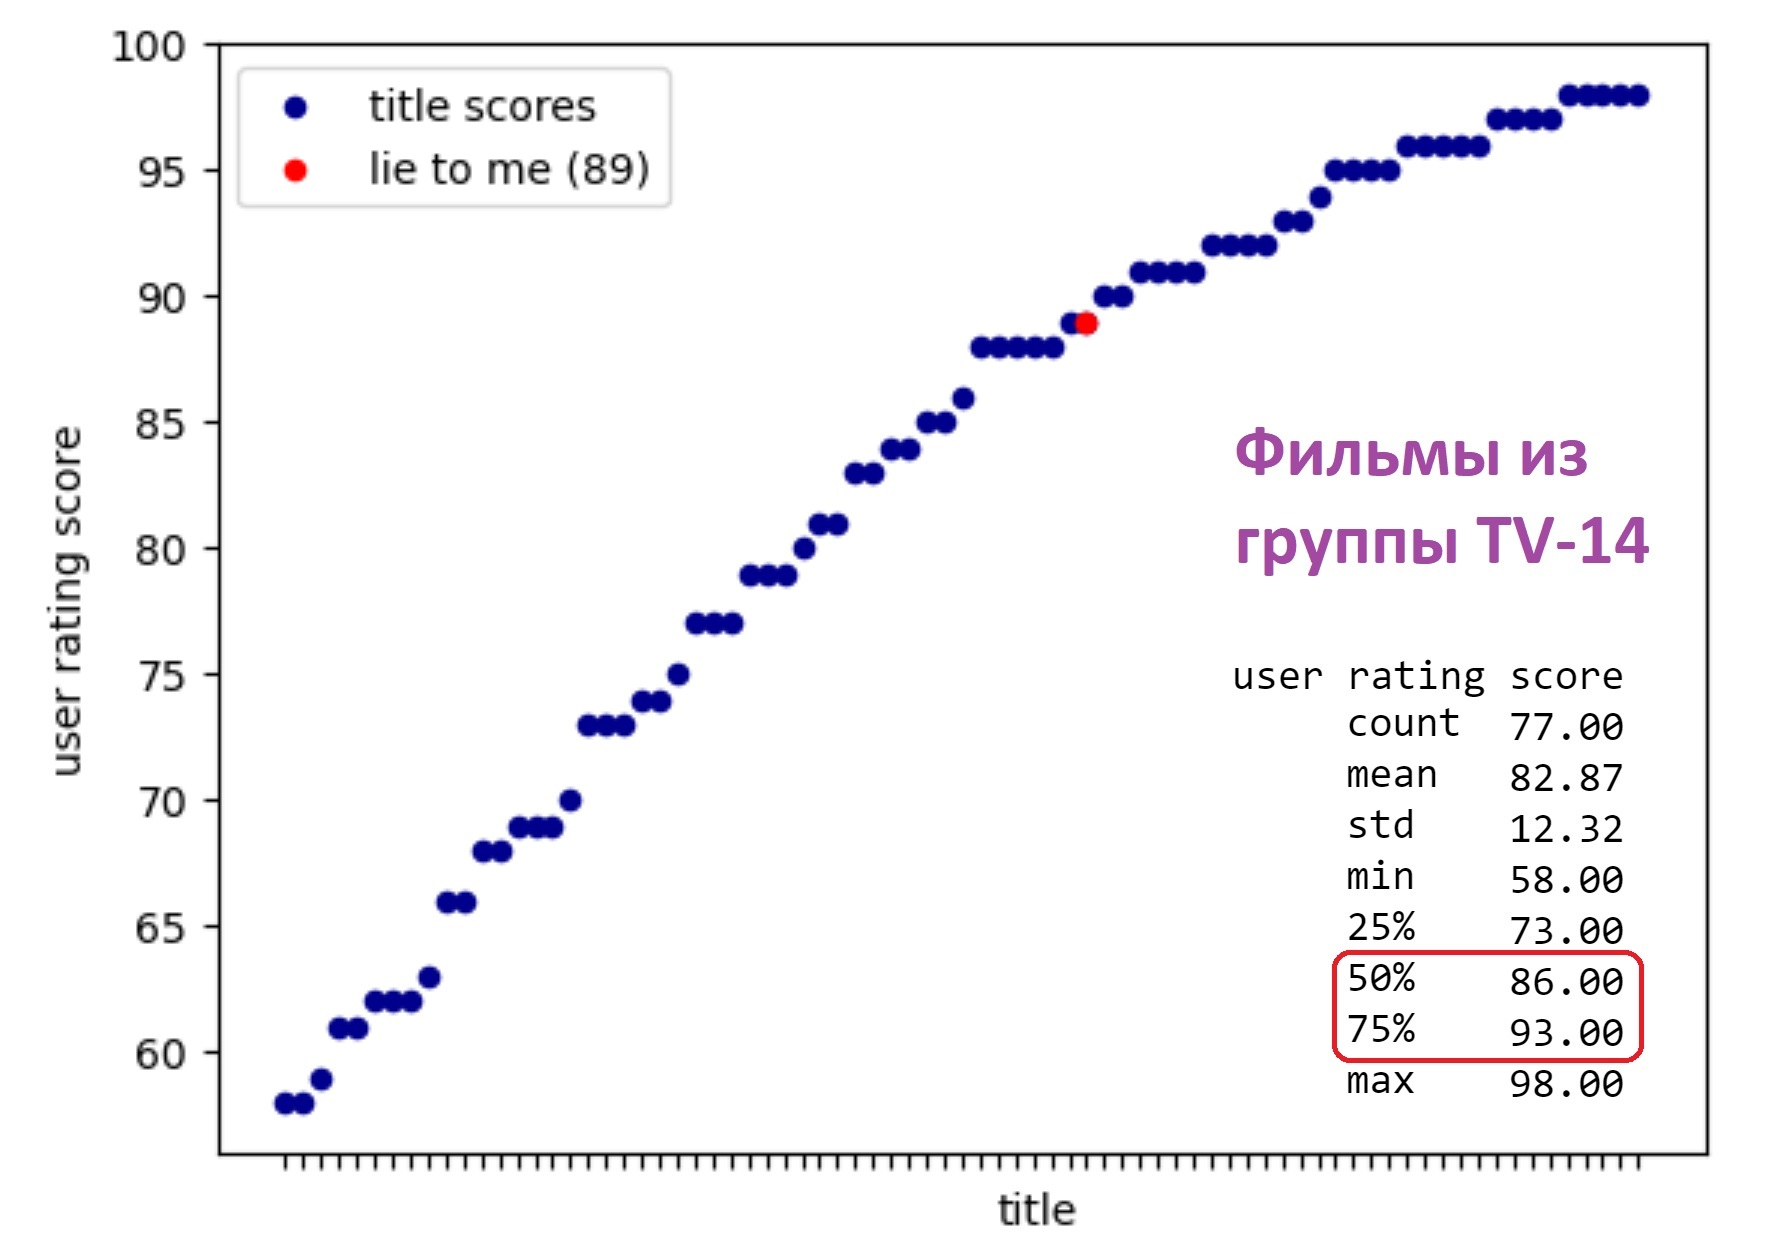 100
95
90
85
80
75
70
65
60
user rating score
title scores
lie to me (89)
Фильмы из
группы TV-14
user rating score
count 77.00
mean 82.87
std 12.32
min 58.00
25% 73.00
50% 86.00
75% 93.00
max 98.00
title